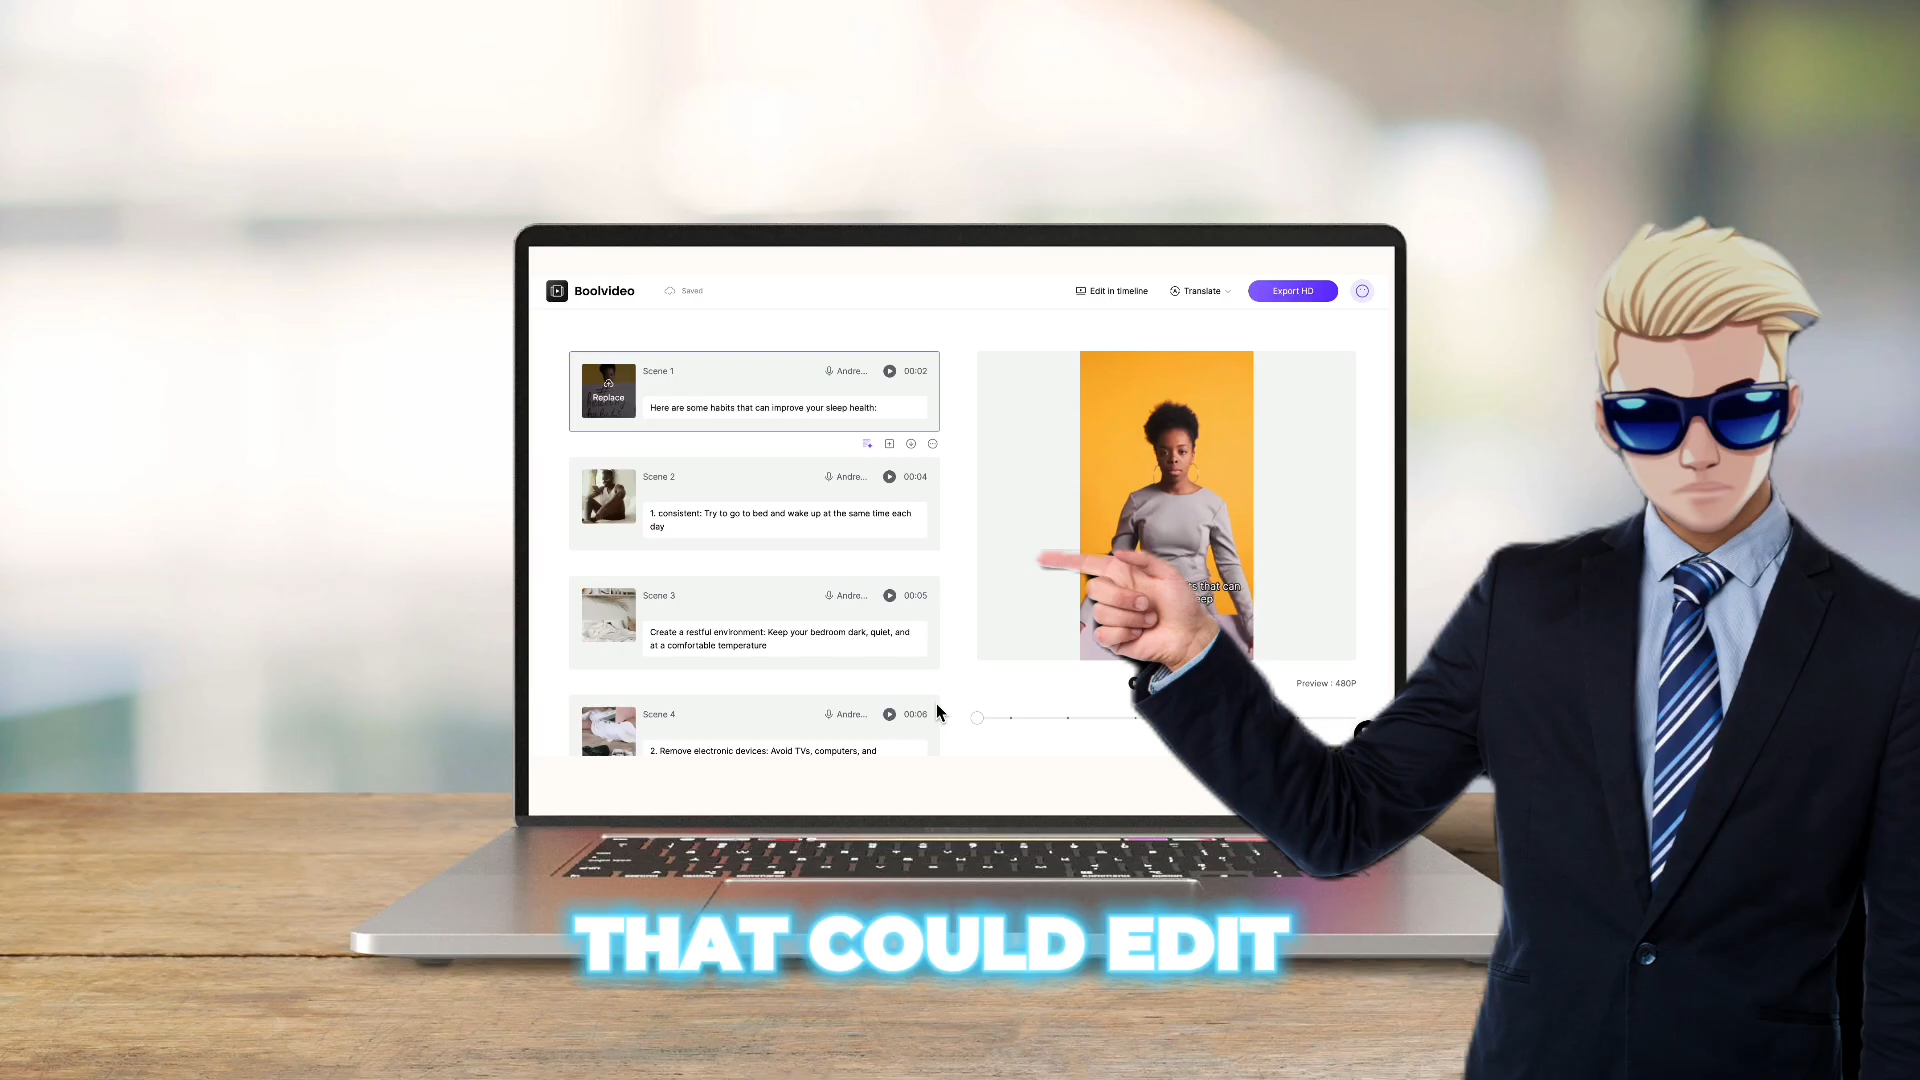 Boolvideo
Saved
Edit in timeline
Translate
Export HD
Scene 1
Andre...
00:02
Replace
Here are some habits that can improve your sleep health:
Scene 2
Andre...
00:04
1. consistent: Try to go to bed and wake up at the same time each
day
Scene 3
Andre...
00:05
Create a restful environment: Keep your bedroom dark, quiet, and
at a comfortable temperature
Scene 4
Andre...
00:06
2. Remove electronic devices: Avoid TVs, computers, and
that can
Preview : 480P
THAT COULD EDIT